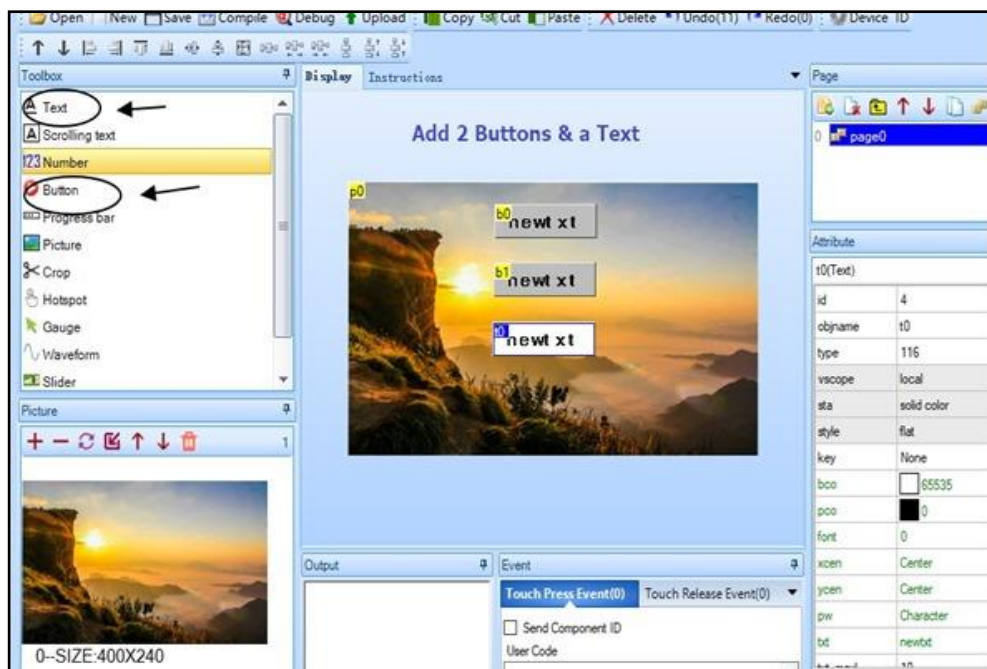 Open New Save Compile Debug Upload Copy Cut Paste Delete Undo(11) Redo(0) Device ID
Toolbox
Text
Scrolling text
123 Number
Button
Progress bar
Picture
Crop
Hotspot
Gauge
Waveform
Slider
Picture
1
0--SIZE:400X240
Display Instructions
Add 2 Buttons & a Text
p0
b0
newt xt
b1
newt xt
t0
newt xt
Output
Event
Touch Press Event(0) Touch Release Event(0)
Send Component ID
User Code
Page
0 page0
Attribute
t0(Text)
id 4
objname t0
type 116
vscope local
sta solid color
style flat
key None
bco 65535
pco 0
font 0
xcen Center
ycen Center
pw Character
txt newtxt